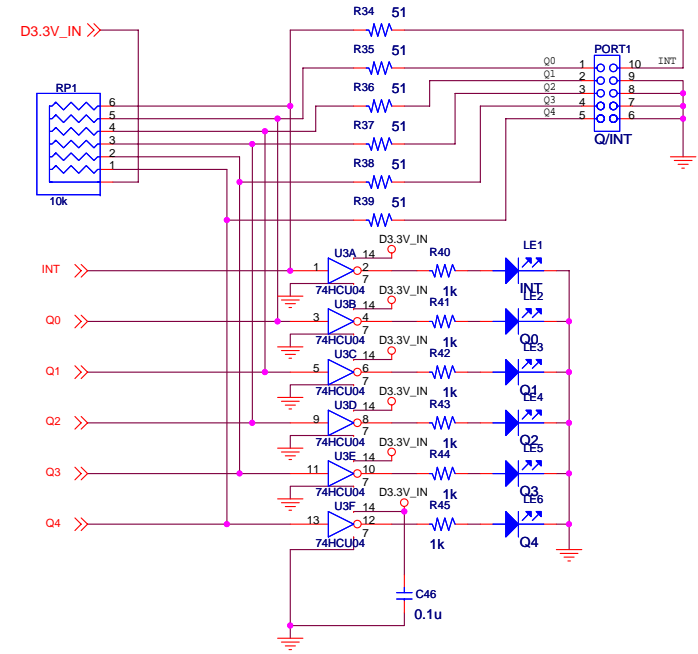 R34 51
D3.3V_IN
R35 51
PORT1
Q0 1 10 INT
Q1 2 9
R36 51
Q2 3 8
Q3 4 7
Q4 5 6
Q/INT
RP1
6
5
4
3
2
1
10k
R37 51
R38 51
R39 51
D3.3V_IN
LE1
U3A 14 R40
INT 1 2
7
74HCU04 1k INT
D3.3V_IN
LE2
U3B 14 R41
Q0 3 4
7
74HCU04 1k Q0
D3.3V_IN
LE3
U3C 14 R42
Q1 5 6
7
74HCU04 1k Q1
D3.3V_IN
LE4
U3D 14 R43
Q2 9 8
7
74HCU04 1k Q2
D3.3V_IN
LE5
U3E 14 R44
Q3 11 10
7
74HCU04 1k Q3
D3.3V_IN
LE6
U3F 14 R45
Q4 13 12
7
74HCU04 1k Q4
C46
0.1u